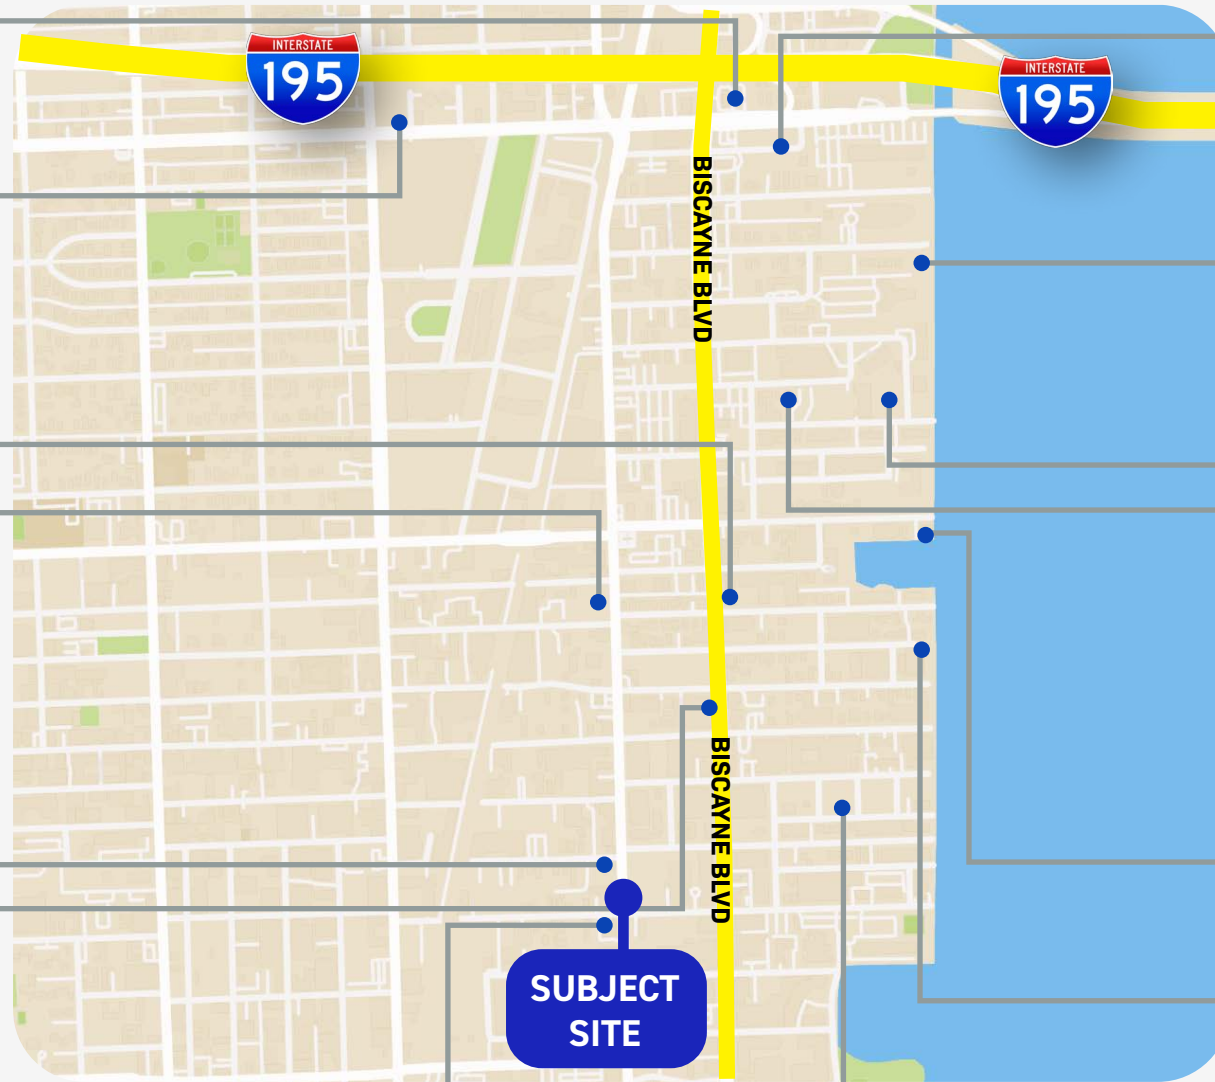 INTERSTATE
195
INTERSTATE
195
BISCAYNE BLVD
BISCAYNE BLVD
SUBJECT
SITE